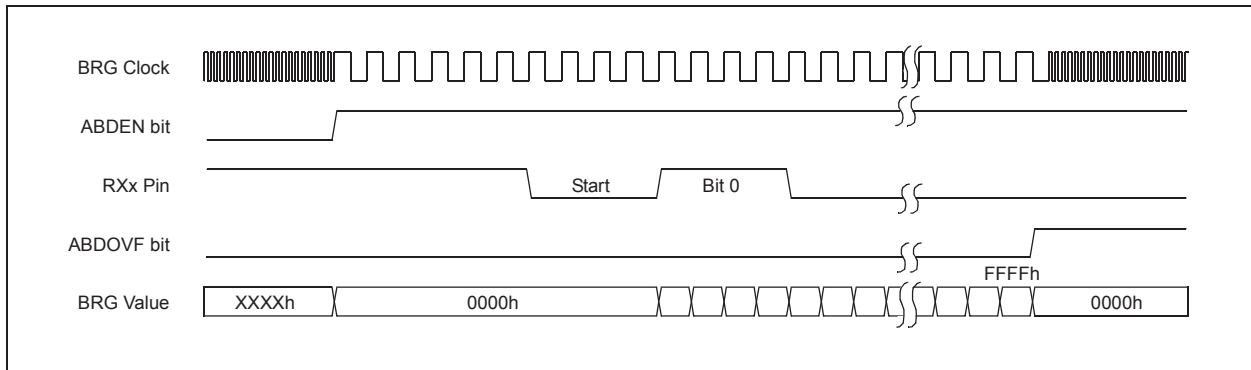 BRG Clock
ABDEN bit
RXx Pin
Start
Bit 0
ABDOVF bit
FFFFh
BRG Value
XXXXh
0000h
0000h